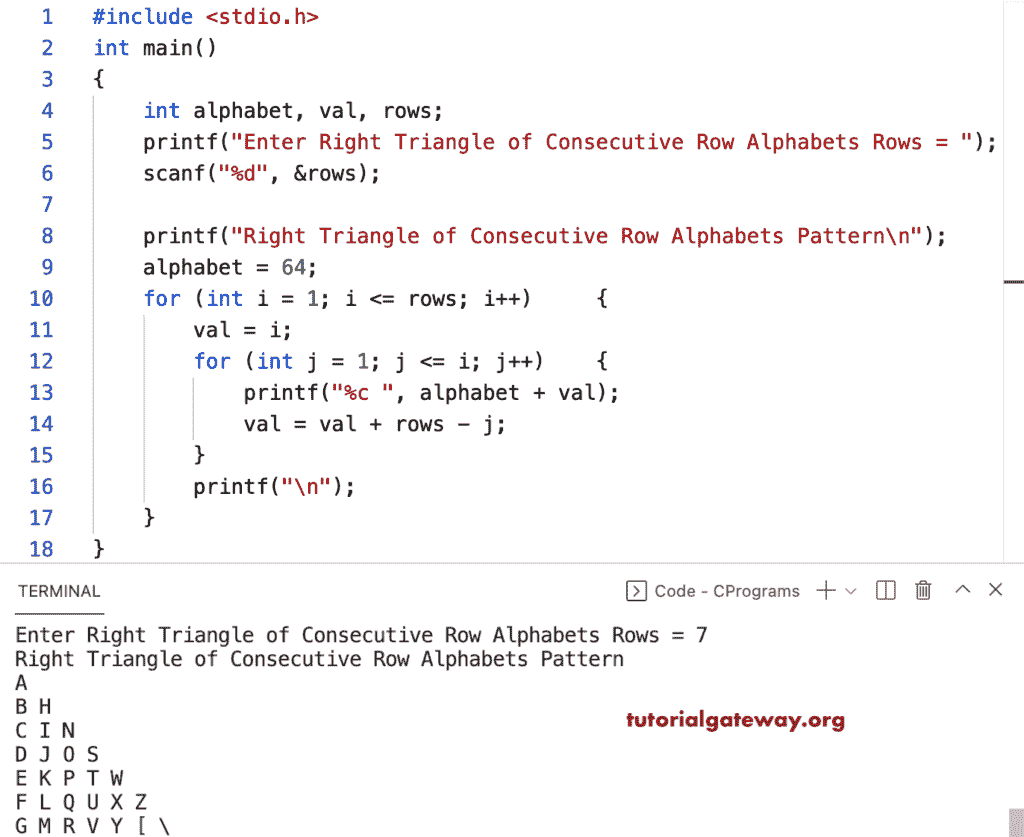 1 #include <stdio.h>
2 int main()
3 {
4 int alphabet, val, rows;
5 printf("Enter Right Triangle of Consecutive Row Alphabets Rows = ");
6 scanf("%d", &rows);
7
8 printf("Right Triangle of Consecutive Row Alphabets Pattern\n");
9 alphabet = 64;
10 for (int i = 1; i <= rows; i++) {
11 val = i;
12 for (int j = 1; j <= i; j++) {
13 printf("%c ", alphabet + val);
14 val = val + rows - j;
15 }
16 printf("\n");
17 }
18 }
TERMINAL Code - CPrograms
Enter Right Triangle of Consecutive Row Alphabets Rows = 7
Right Triangle of Consecutive Row Alphabets Pattern
A
B H
C I N
D J O S
E K P T W
F L Q U X Z
G M R V Y [ \
tutorialgateway.org